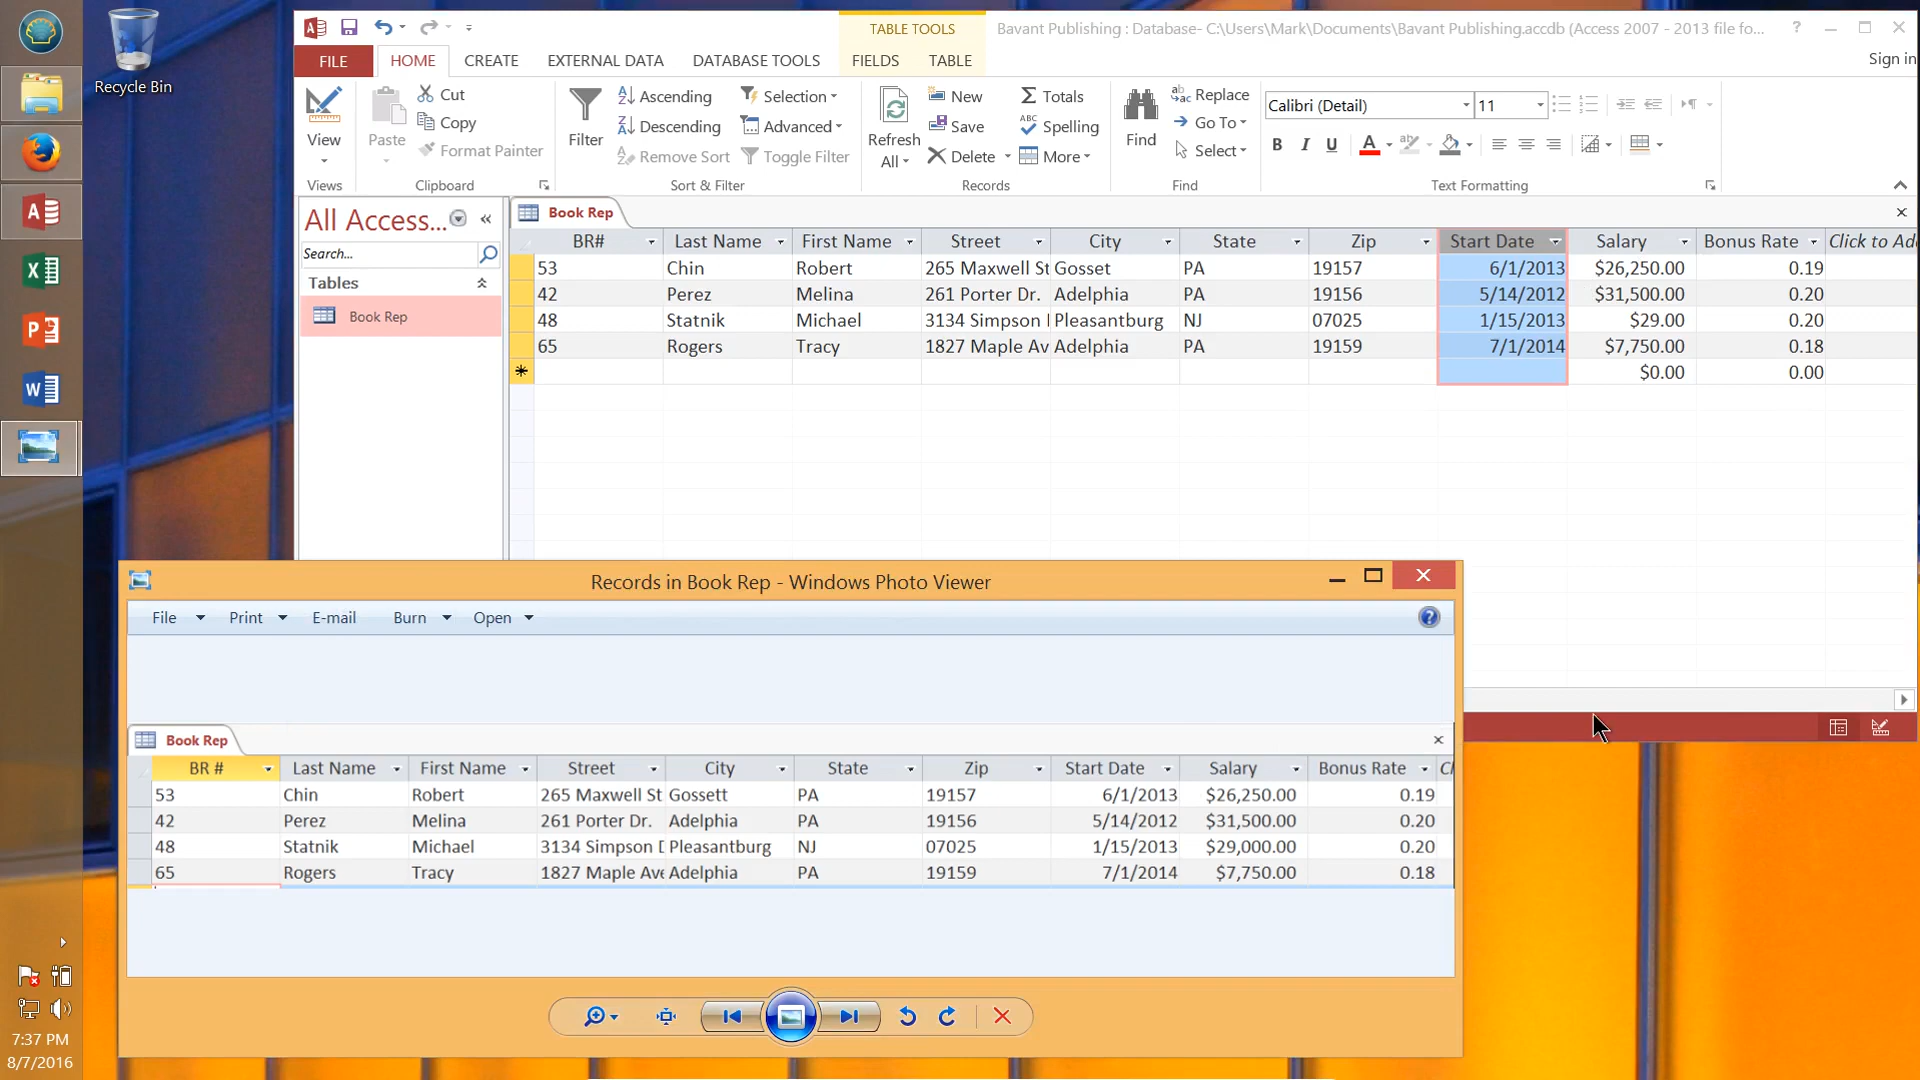 Recycle Bin
TABLE TOOLS
Bavant Publishing : Database- C:\Users\Mark\Documents\Bavant Publishing.accdb (Access 2007 - 2013 file fo...
FILE HOME CREATE EXTERNAL DATA DATABASE TOOLS FIELDS TABLE
Sign in
View
Views
Paste
Cut
Copy
Format Painter
Clipboard
Filter
Ascending
Descending
Remove Sort
Selection
Advanced
Toggle Filter
Sort & Filter
Refresh All
New
Save
Delete
Totals
Spelling
More
Records
Find
Replace
Go To
Select
Find
Calibri (Detail) 11
B I U A
Text Formatting
All Access...
Search...
Tables
Book Rep
Book Rep
BR# Last Name First Name Street City State Zip Start Date Salary Bonus Rate Click to Ad
53 Chin Robert 265 Maxwell St Gosset PA 19157 6/1/2013 $26,250.00 0.19
42 Perez Melina 261 Porter Dr. Adelphia PA 19156 5/14/2012 $31,500.00 0.20
48 Statnik Michael 3134 Simpson Pleasantburg NJ 07025 1/15/2013 $29.00 0.20
65 Rogers Tracy 1827 Maple Av Adelphia PA 19159 7/1/2014 $7,750.00 0.18
$0.00 0.00
Records in Book Rep - Windows Photo Viewer
File Print E-mail Burn Open
Book Rep
BR # Last Name First Name Street City State Zip Start Date Salary Bonus Rate
53 Chin Robert 265 Maxwell St Gossett PA 19157 6/1/2013 $26,250.00 0.19
42 Perez Melina 261 Porter Dr. Adelphia PA 19156 5/14/2012 $31,500.00 0.20
48 Statnik Michael 3134 Simpson Pleasantburg NJ 07025 1/15/2013 $29,000.00 0.20
65 Rogers Tracy 1827 Maple Ave Adelphia PA 19159 7/1/2014 $7,750.00 0.18
7:37 PM
8/7/2016